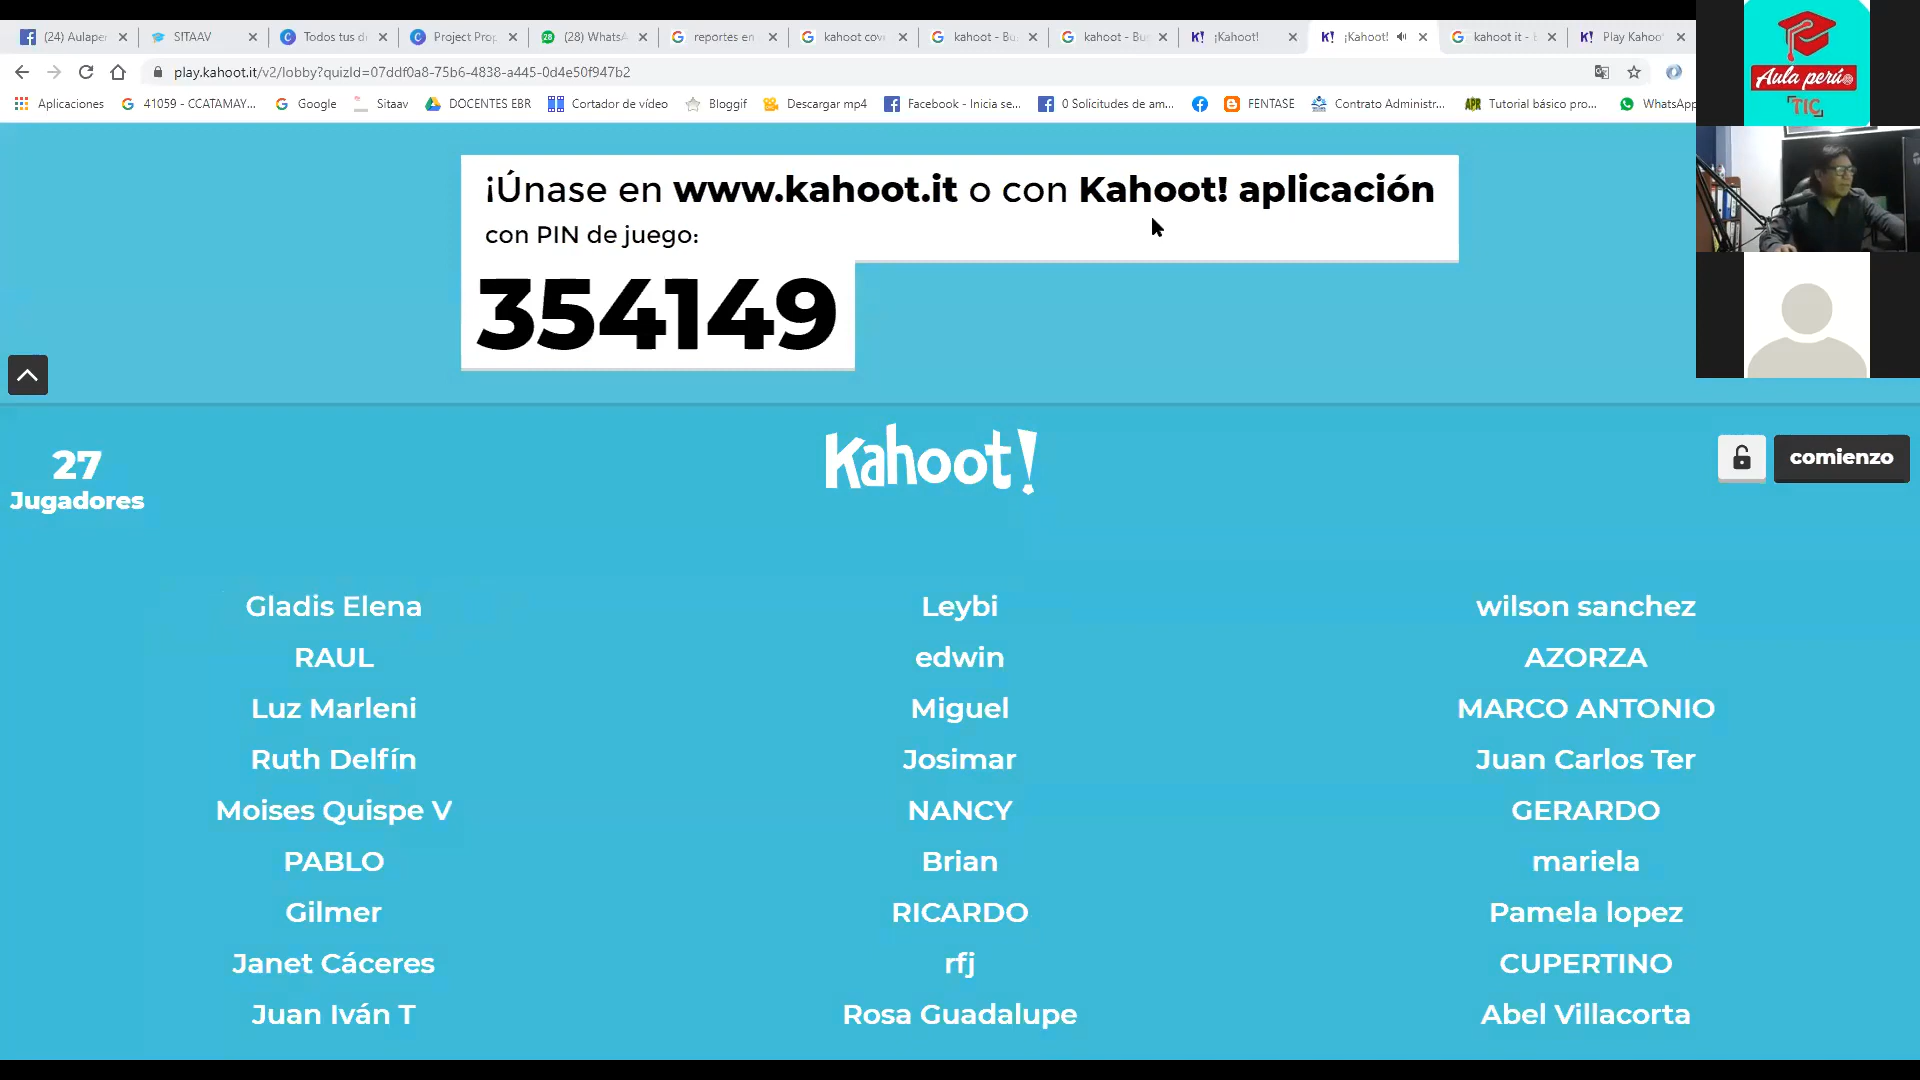 (24) Aulape
SITAAV
Todos tus di
Project Prop
(28) WhatsA
reportes en
kahoot cov
kahoot - Bu
kahoot - Bu
¡Kahoot!
¡Kahoot!
kahoot it - b
Play Kahoo
play.kahoot.it/v2/lobby?quizId=07ddf0a8-75b6-4838-a445-0d4e50f947b2
Aplicaciones
41059 - CCATAMAY...
Google
Sitaav
DOCENTES EBR
Cortador de vídeo
Bloggif
Descargar mp4
Facebook - Inicia se...
0 Solicitudes de am...
FENTASE
Contrato Administr...
Tutorial básico pro...
WhatsApp
Aula perú
TIC
¡Únase en www.kahoot.it o con Kahoot! aplicación
con PIN de juego:
354149
27
Jugadores
Kahoot!
comienzo
Gladis Elena
Leybi
wilson sanchez
RAUL
edwin
AZORZA
Luz Marleni
Miguel
MARCO ANTONIO
Ruth Delfín
Josimar
Juan Carlos Ter
Moises Quispe V
NANCY
GERARDO
PABLO
Brian
mariela
Gilmer
RICARDO
Pamela lopez
Janet Cáceres
rfj
CUPERTINO
Juan Iván T
Rosa Guadalupe
Abel Villacorta